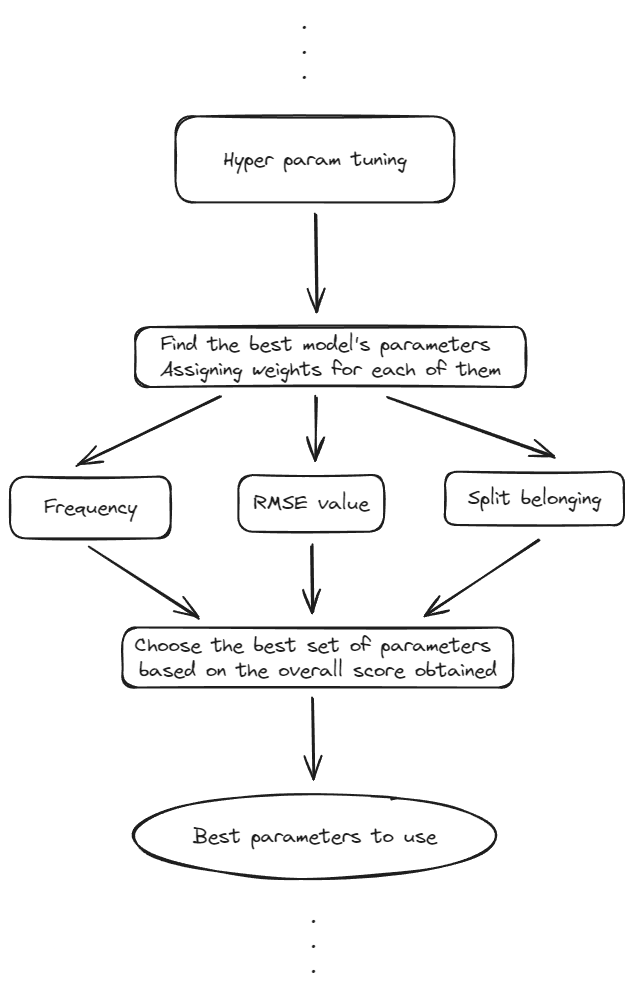 Hyper param tuning
Find the best model's parameters
Assigning weights for each of them
Frequency
RMSE value
Split belonging
Choose the best set of parameters
based on the overall score obtained
Best parameters to use